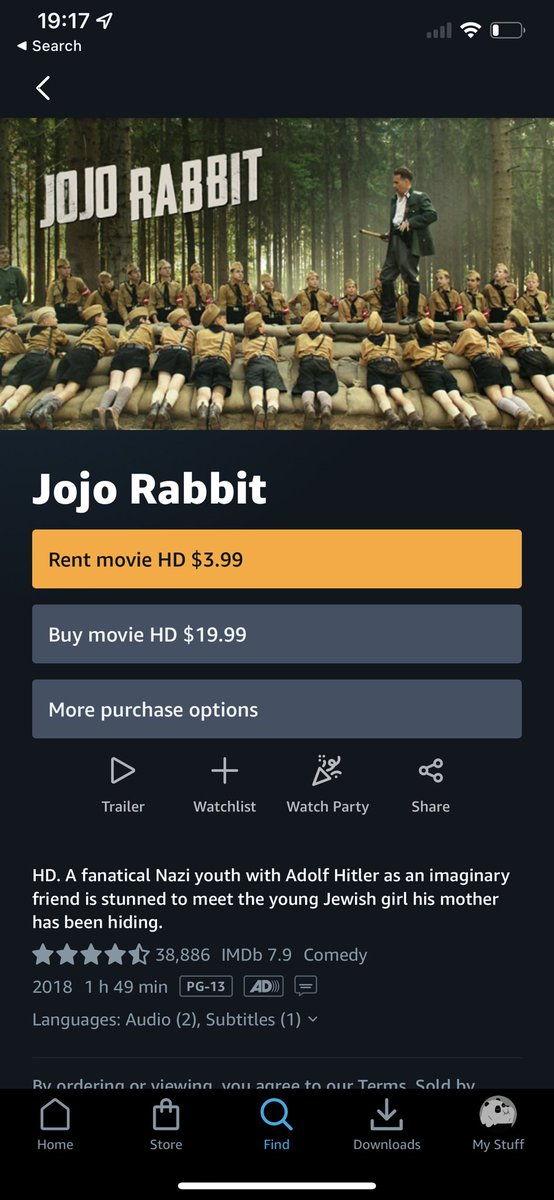 19:17
◀ Search
JOJO RABBIT
Jojo Rabbit
Rent movie HD $3.99
Buy movie HD $19.99
More purchase options
Trailer Watchlist Watch Party Share
HD. A fanatical Nazi youth with Adolf Hitler as an imaginary
friend is stunned to meet the young Jewish girl his mother
has been hiding.
38,886 IMDb 7.9 Comedy
2018 1 h 49 min PG-13 AD)))
Languages: Audio (2), Subtitles (1)
By ordering or viewing, you agree to our Terms. Sold by
Home Store Find Downloads My Stuff